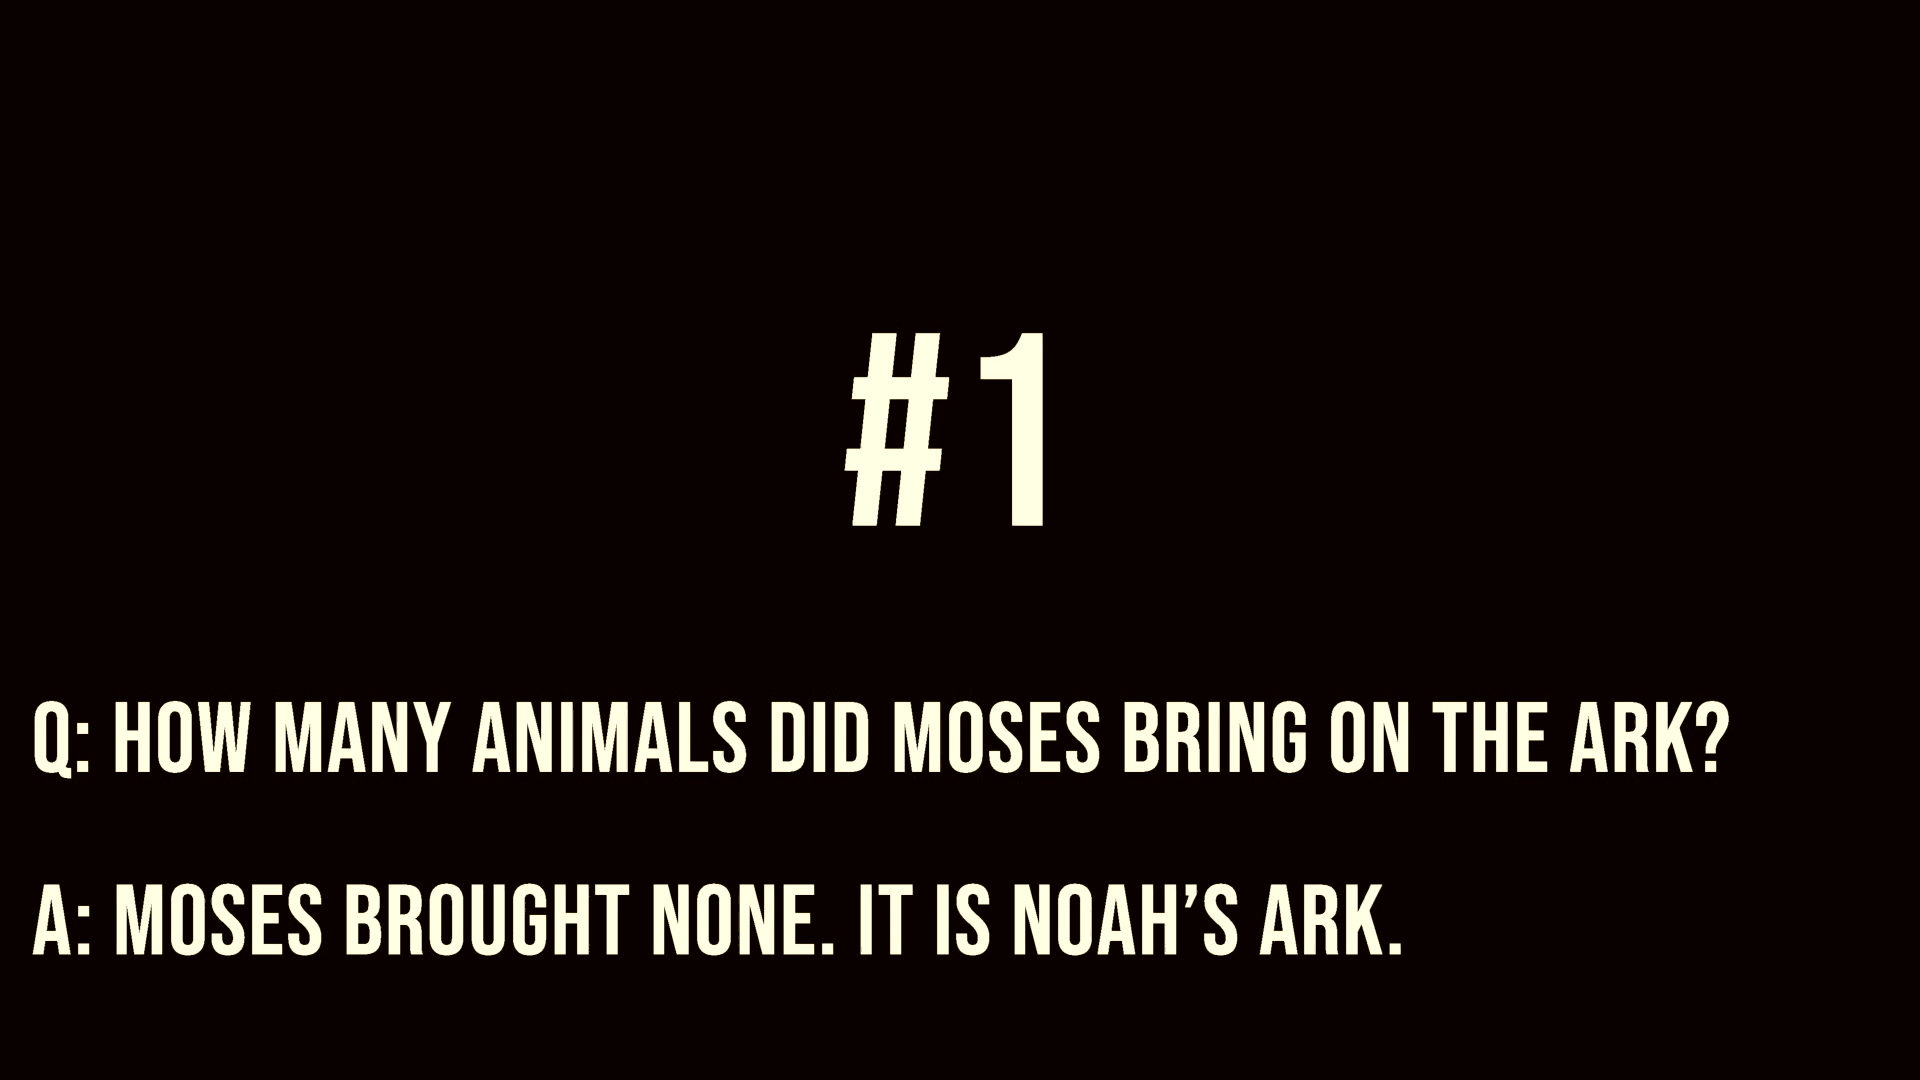 #1
Q: HOW MANY ANIMALS DID MOSES BRING ON THE ARK?
A: MOSES BROUGHT NONE. IT IS NOAH’S ARK.